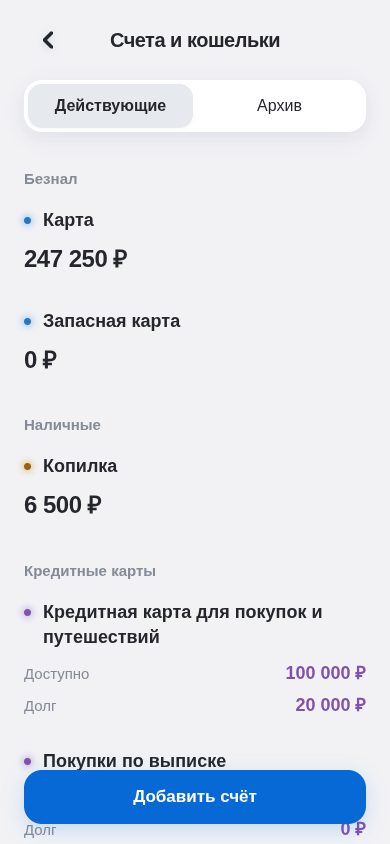 Счета и кошельки
Действующие
Архив
Безнал
Карта
247 250 ₽
Запасная карта
0 ₽
Наличные
Копилка
6 500 ₽
Кредитные карты
Кредитная карта для покупок и
путешествий
Доступно 100 000 ₽
Долг 20 000 ₽
Покупки по выписке
Добавить счёт
Долг 0 ₽